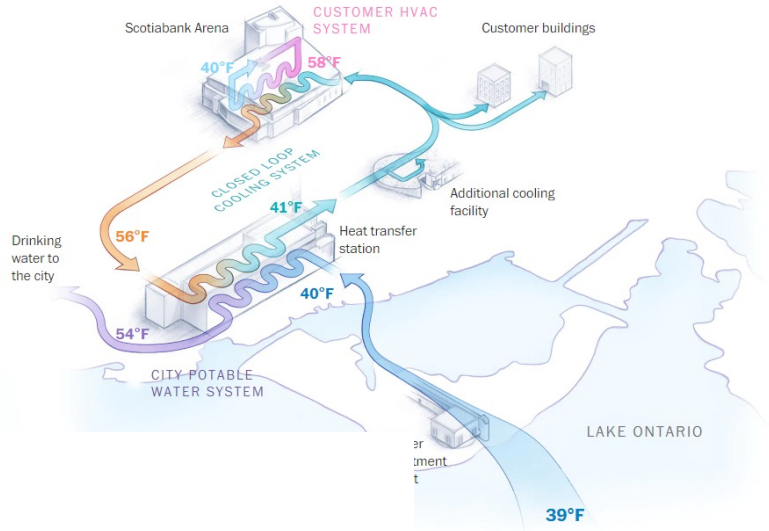 CUSTOMER HVAC
SYSTEM
Scotiabank Arena
Customer buildings
40°F
58°F
CLOSED LOOP
COOLING SYSTEM
41°F
Additional cooling
facility
Drinking
water to
the city
56°F
Heat transfer
station
40°F
54°F
CITY POTABLE
WATER SYSTEM
LAKE ONTARIO
39°F